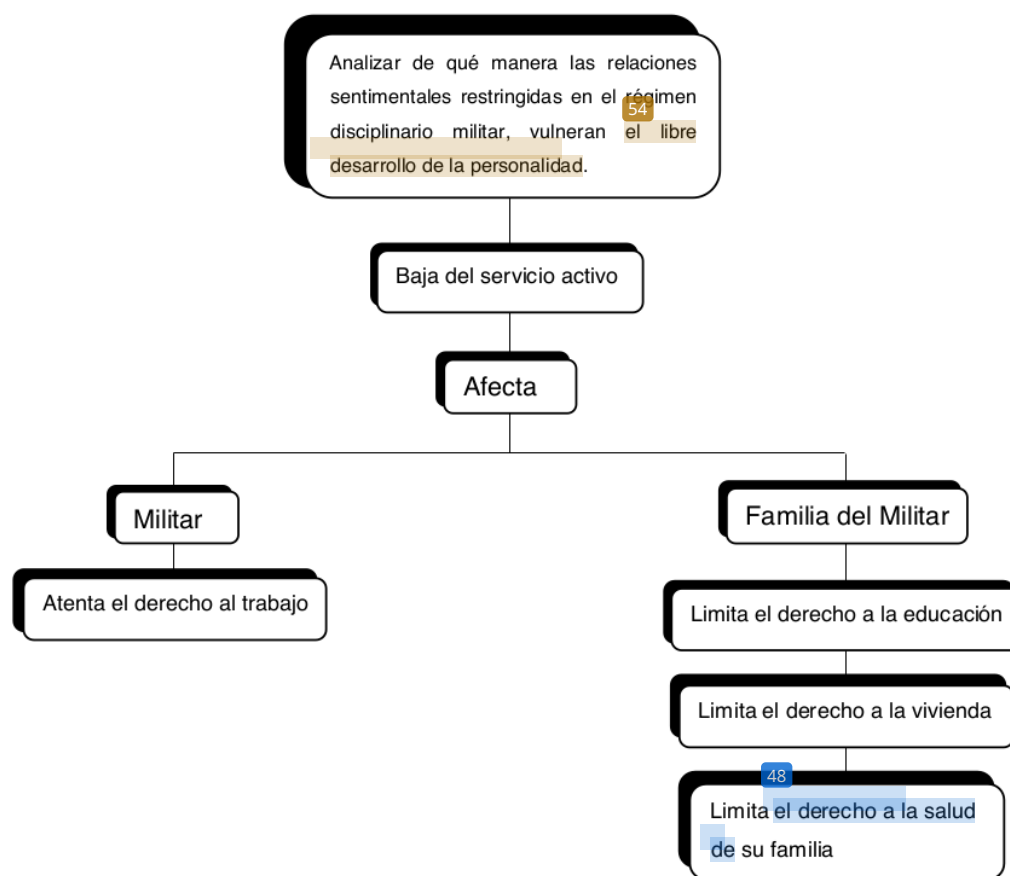 Analizar de qué manera las relaciones
sentimentales restringidas en el régimen
54
disciplinario militar, vulneran el libre
desarrollo de la personalidad.
Baja del servicio activo
Afecta
Militar
Familia del Militar
Atenta el derecho al trabajo
Limita el derecho a la educación
Limita el derecho a la vivienda
48
Limita el derecho a la salud
de su familia